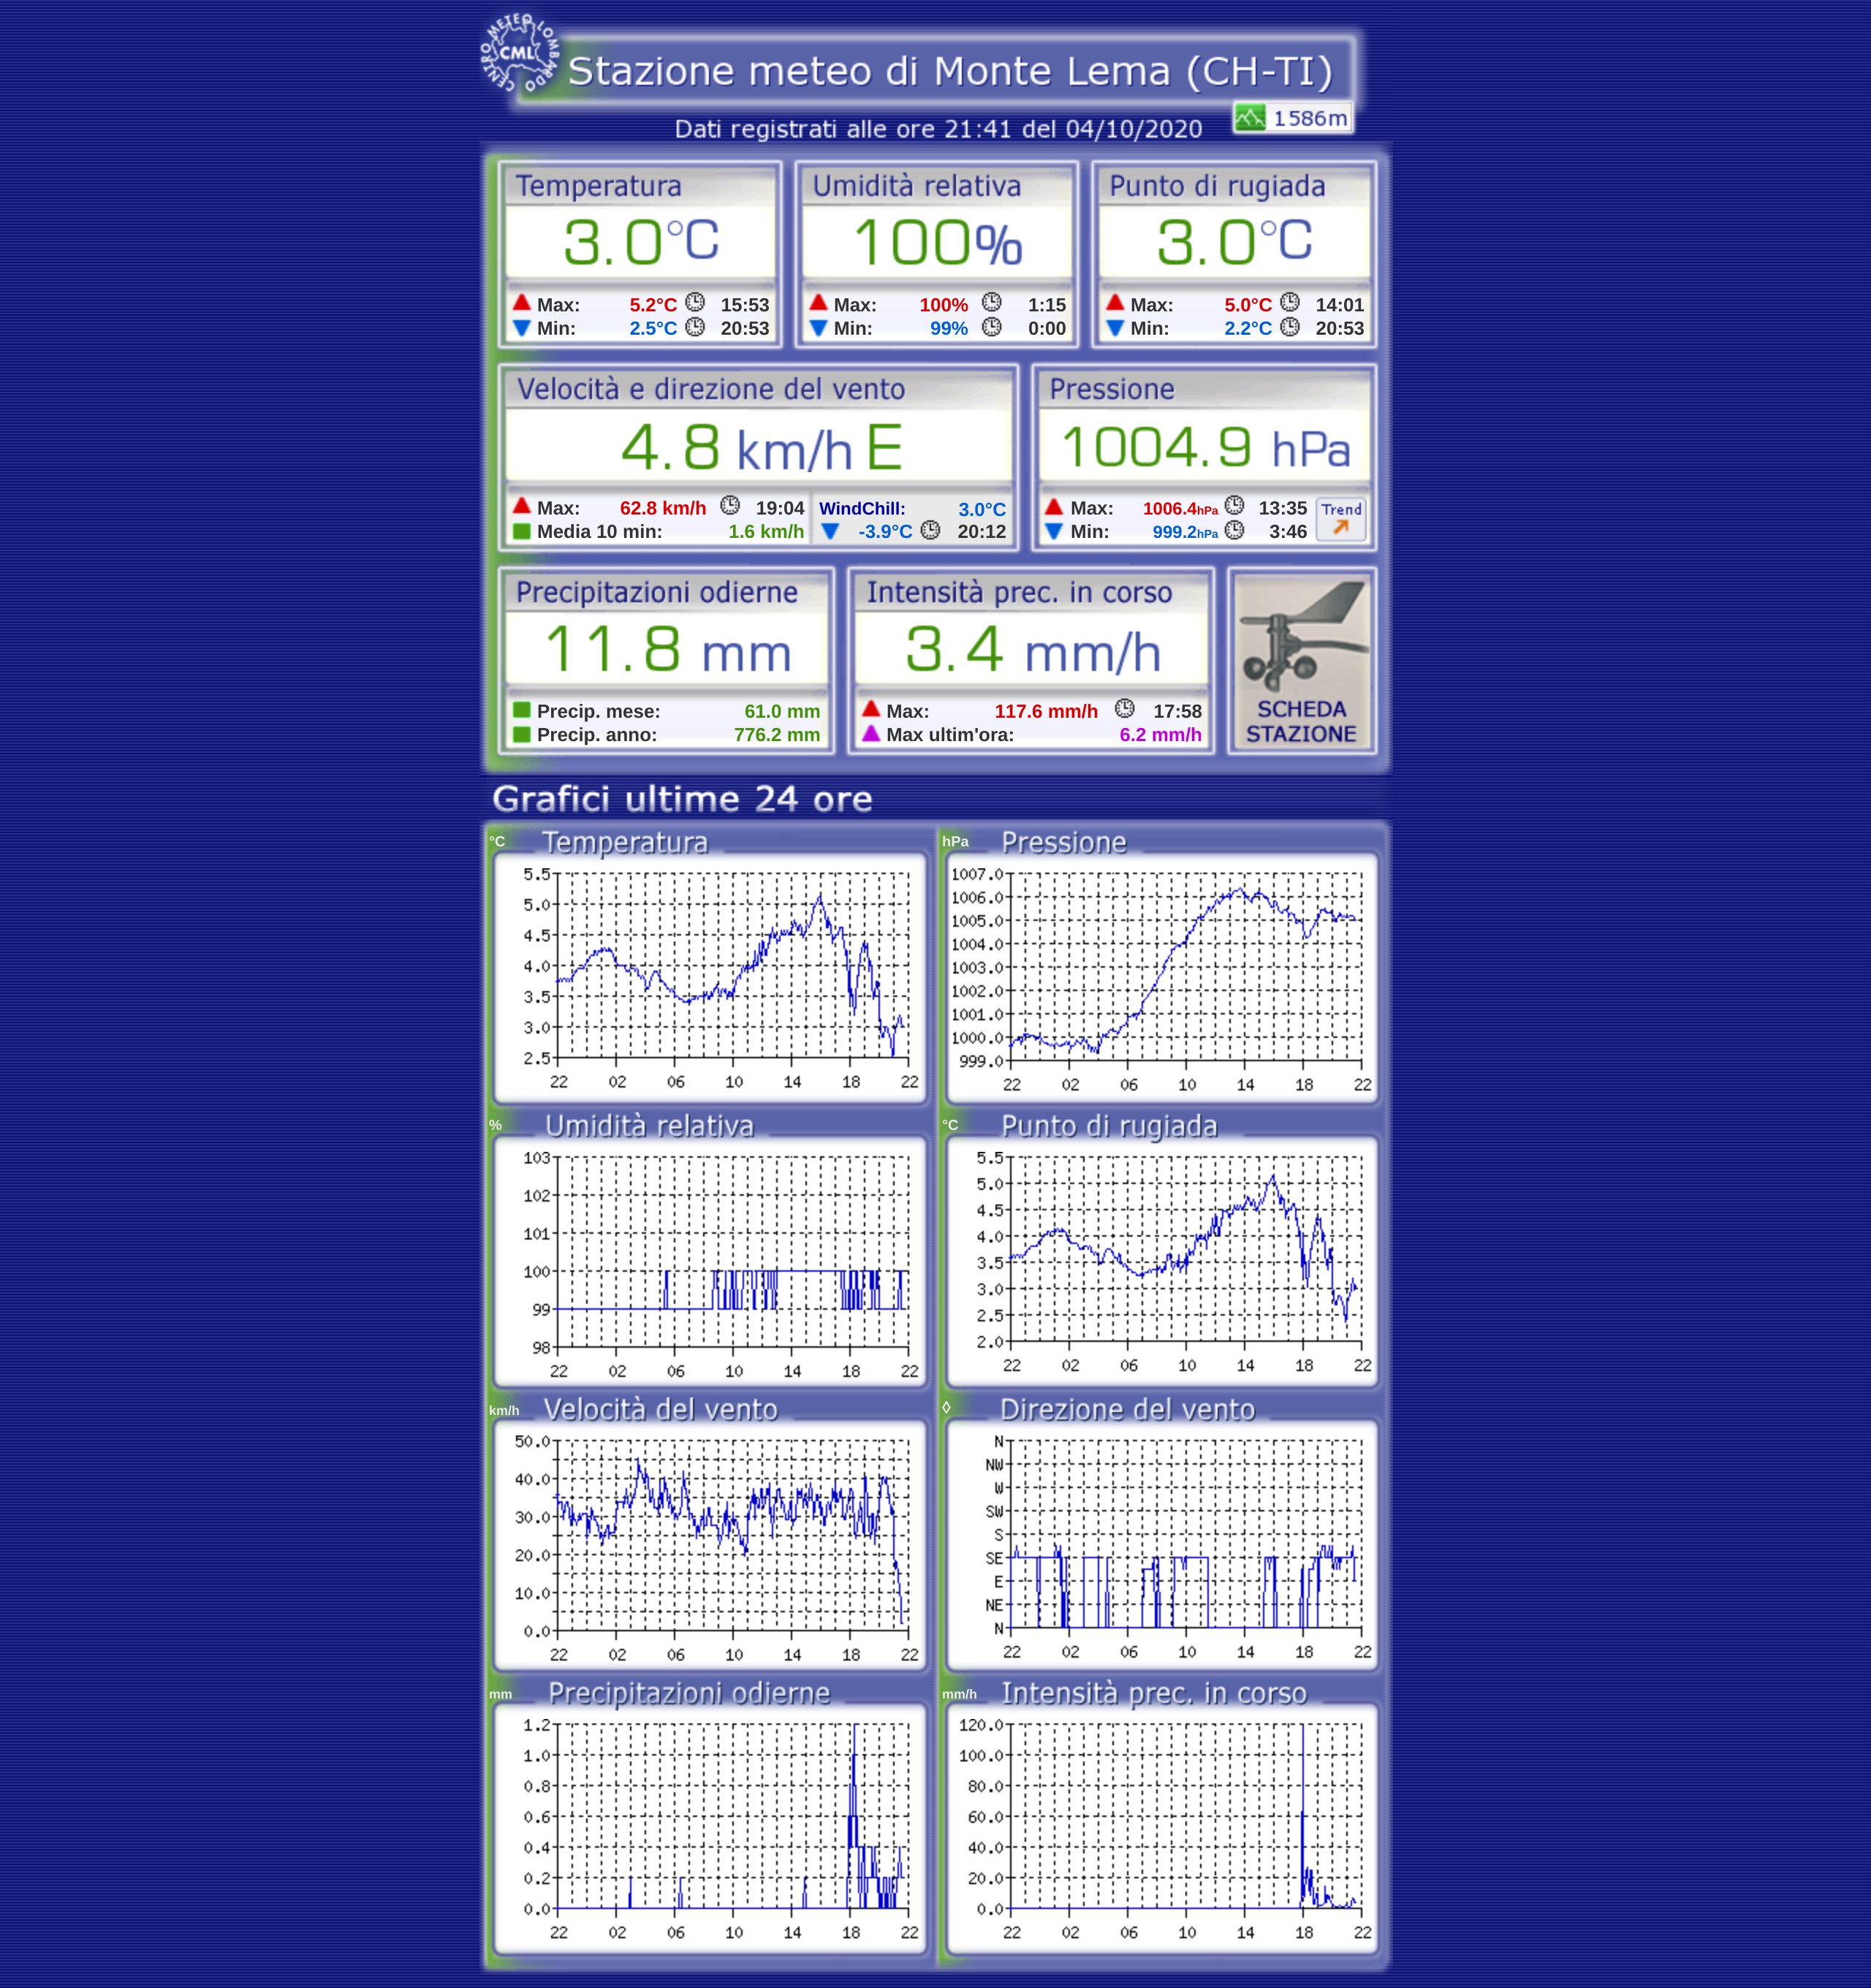 CENTRO METEO LOMBARDO
CML
Stazione meteo di Monte Lema (CH-TI)
1586m
Dati registrati alle ore 21:41 del 04/10/2020
Temperatura Umidità relativa Punto di rugiada
3.0°C 100% 3.0°C
Max: 5.2°C 15:53 Max: 100% 1:15 Max: 5.0°C 14:01
Min: 2.5°C 20:53 Min: 99% 0:00 Min: 2.2°C 20:53
Velocità e direzione del vento Pressione
4.8 km/h E 1004.9 hPa
Max: 62.8 km/h 19:04 WindChill: 3.0°C Max: 1006.4hPa 13:35 Trend
Media 10 min: 1.6 km/h -3.9°C 20:12 Min: 999.2hPa 3:46
Precipitazioni odierne Intensità prec. in corso
11.8 mm 3.4 mm/h
Precip. mese: 61.0 mm Max: 117.6 mm/h 17:58 SCHEDA
Precip. anno: 776.2 mm Max ultim'ora: 6.2 mm/h STAZIONE
Grafici ultime 24 ore
°C Temperatura
5.5
5.0
4.5
4.0
3.5
3.0
2.5
22 02 06 10 14 18 22
hPa Pressione
1007.0
1006.0
1005.0
1004.0
1003.0
1002.0
1001.0
1000.0
999.0
22 02 06 10 14 18 22
% Umidità relativa
103
102
101
100
99
98
22 02 06 10 14 18 22
°C Punto di rugiada
5.5
5.0
4.5
4.0
3.5
3.0
2.5
2.0
22 02 06 10 14 18 22
km/h Velocità del vento
50.0
40.0
30.0
20.0
10.0
0.0
22 02 06 10 14 18 22
◊ Direzione del vento
N
NW
W
SW
S
SE
E
NE
N
22 02 06 10 14 18 22
mm Precipitazioni odierne
1.2
1.0
0.8
0.6
0.4
0.2
0.0
22 02 06 10 14 18 22
mm/h Intensità prec. in corso
120.0
100.0
80.0
60.0
40.0
20.0
0.0
22 02 06 10 14 18 22